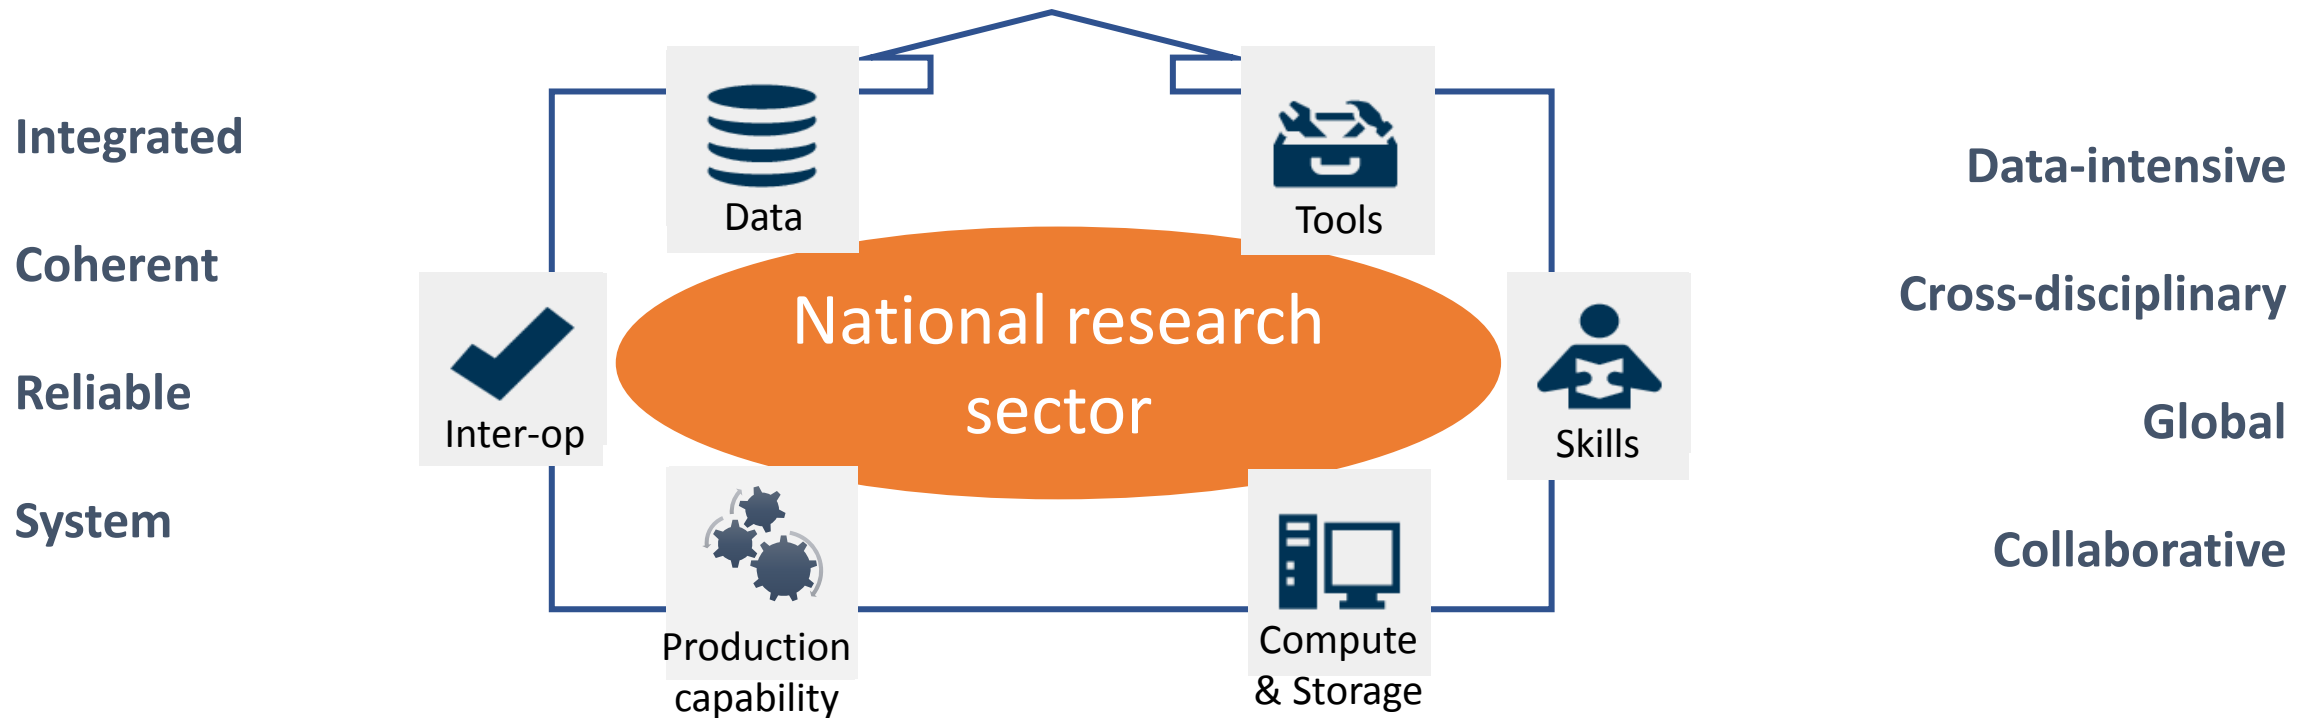 Integrated
Coherent
Reliable
System
Data
Tools
Inter-op
National research
sector
Skills
Production
capability
Compute
& Storage
Data-intensive
Cross-disciplinary
Global
Collaborative